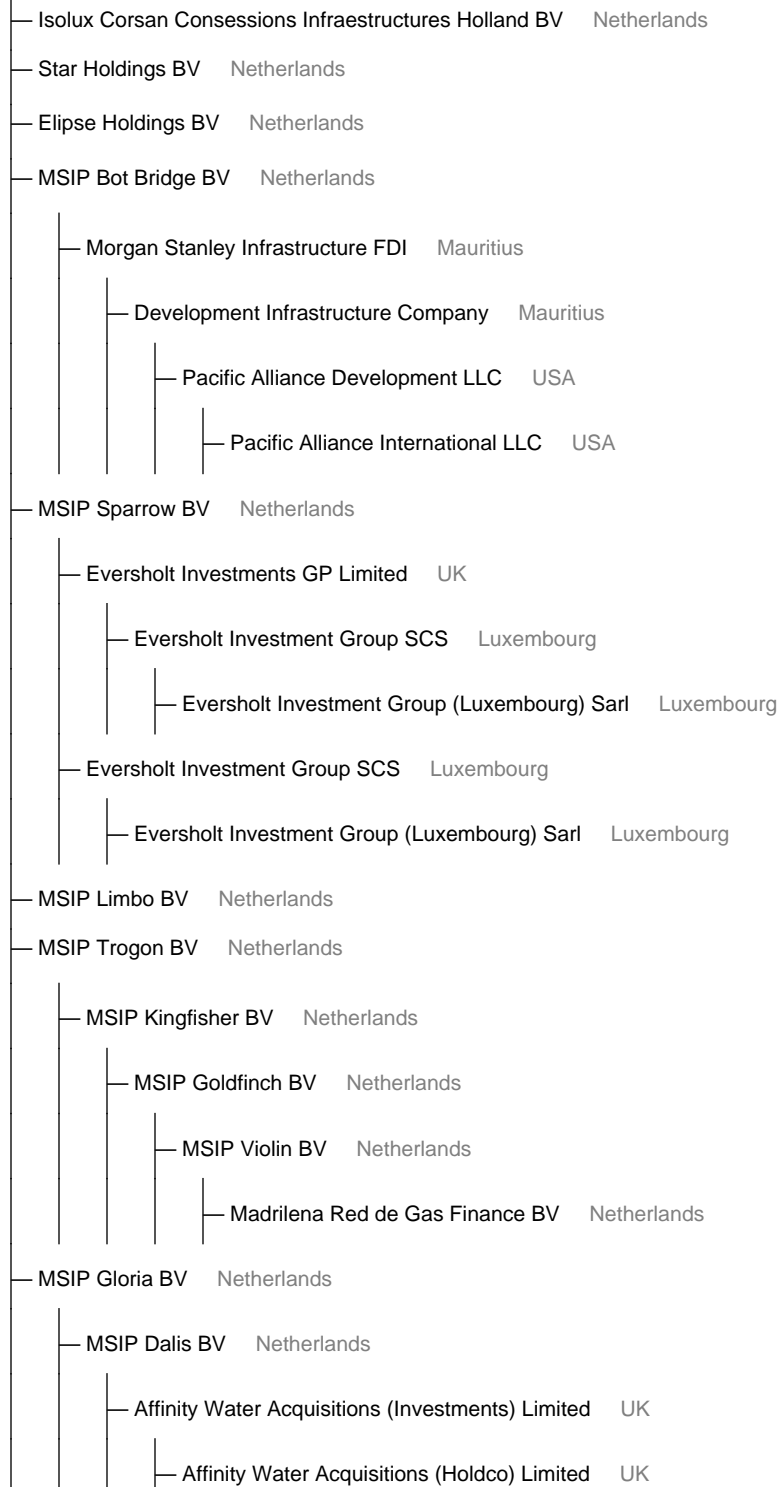 Isolux Corsan Consessions Infraestructures Holland BV Netherlands
Star Holdings BV Netherlands
Elipse Holdings BV Netherlands
MSIP Bot Bridge BV Netherlands
Morgan Stanley Infrastructure FDI Mauritius
Development Infrastructure Company Mauritius
Pacific Alliance Development LLC USA
Pacific Alliance International LLC USA
MSIP Sparrow BV Netherlands
Eversholt Investments GP Limited UK
Eversholt Investment Group SCS Luxembourg
Eversholt Investment Group (Luxembourg) Sarl Luxembourg
Eversholt Investment Group SCS Luxembourg
Eversholt Investment Group (Luxembourg) Sarl Luxembourg
MSIP Limbo BV Netherlands
MSIP Trogon BV Netherlands
MSIP Kingfisher BV Netherlands
MSIP Goldfinch BV Netherlands
MSIP Violin BV Netherlands
Madrilena Red de Gas Finance BV Netherlands
MSIP Gloria BV Netherlands
MSIP Dalis BV Netherlands
Affinity Water Acquisitions (Investments) Limited UK
Affinity Water Acquisitions (Holdco) Limited UK